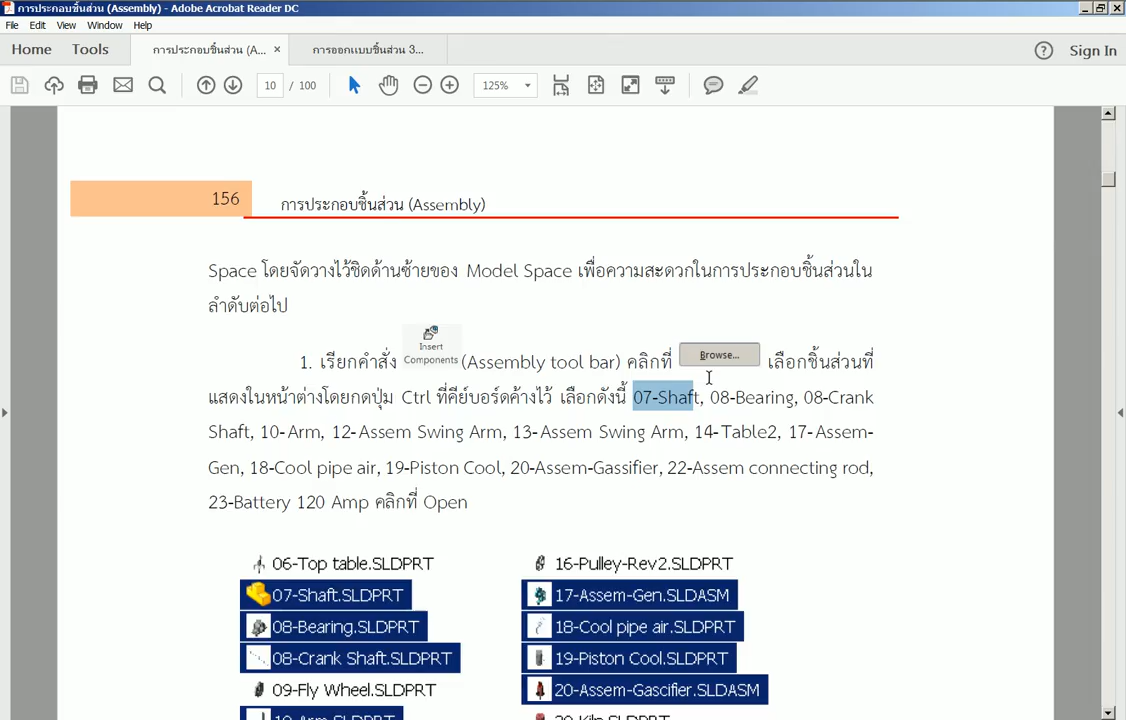 การประกอบชิ้นส่วน (Assembly) - Adobe Acrobat Reader DC
File Edit View Window Help
Home Tools การประกอบชิ้นส่วน (A... × การออกแบบชิ้นส่วน 3... Sign In
10 / 100 125%
156 การประกอบชิ้นส่วน (Assembly)
Space โดยจัดวางไว้ชิดด้านซ้ายของ Model Space เพื่อความสะดวกในการประกอบชิ้นส่วนใน
ลำดับต่อไป
1. เรียกคำสั่ง Insert Components (Assembly tool bar) คลิกที่ Browse... เลือกชิ้นส่วนที่
แสดงในหน้าต่างโดยกดปุ่ม Ctrl ที่คีย์บอร์ดค้างไว้ เลือกดังนี้ 07-Shaft, 08-Bearing, 08-Crank
Shaft, 10-Arm, 12-Assem Swing Arm, 13-Assem Swing Arm, 14-Table2, 17-Assem-
Gen, 18-Cool pipe air, 19-Piston Cool, 20-Assem-Gassifier, 22-Assem connecting rod,
23-Battery 120 Amp คลิกที่ Open
06-Top table.SLDPRT 16-Pulley-Rev2.SLDPRT
07-Shaft.SLDPRT 17-Assem-Gen.SLDASM
08-Bearing.SLDPRT 18-Cool pipe air.SLDPRT
08-Crank Shaft.SLDPRT 19-Piston Cool.SLDPRT
09-Fly Wheel.SLDPRT 20-Assem-Gascifier.SLDASM
10-Arm.SLDPRT 20-Kiln.SLDPRT